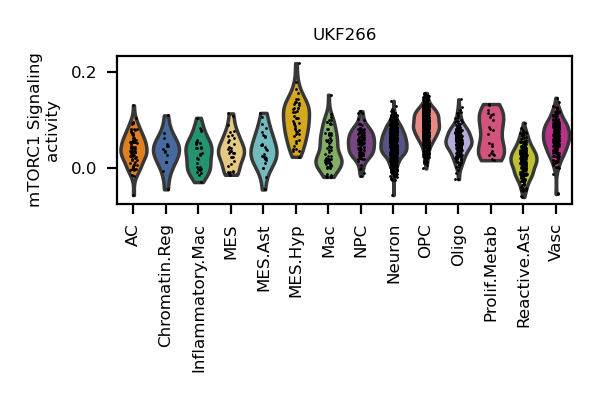 UKF266
mTORC1 Signaling
activity
0.2
0.0
AC
Chromatin.Reg
Inflammatory.Mac
MES
MES.Ast
MES.Hyp
Mac
NPC
Neuron
OPC
Oligo
Prolif.Metab
Reactive.Ast
Vasc